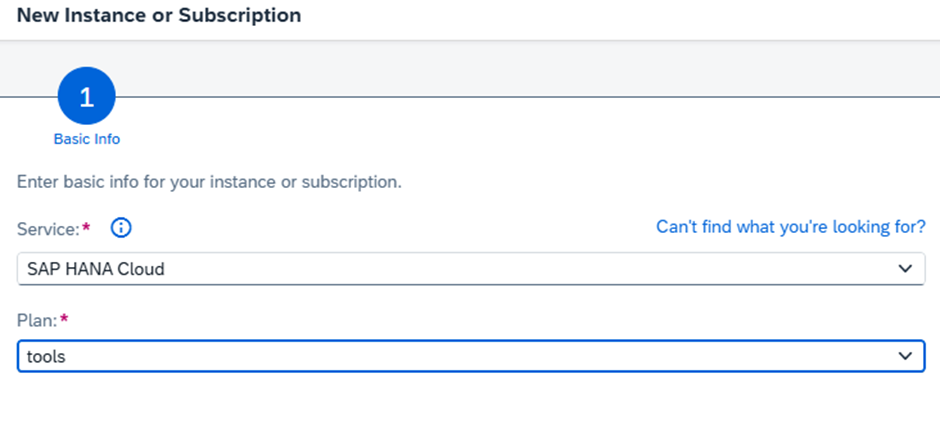 New Instance or Subscription
1
Basic Info
Enter basic info for your instance or subscription.
Service:* Can't find what you're looking for?
SAP HANA Cloud
Plan:*
tools